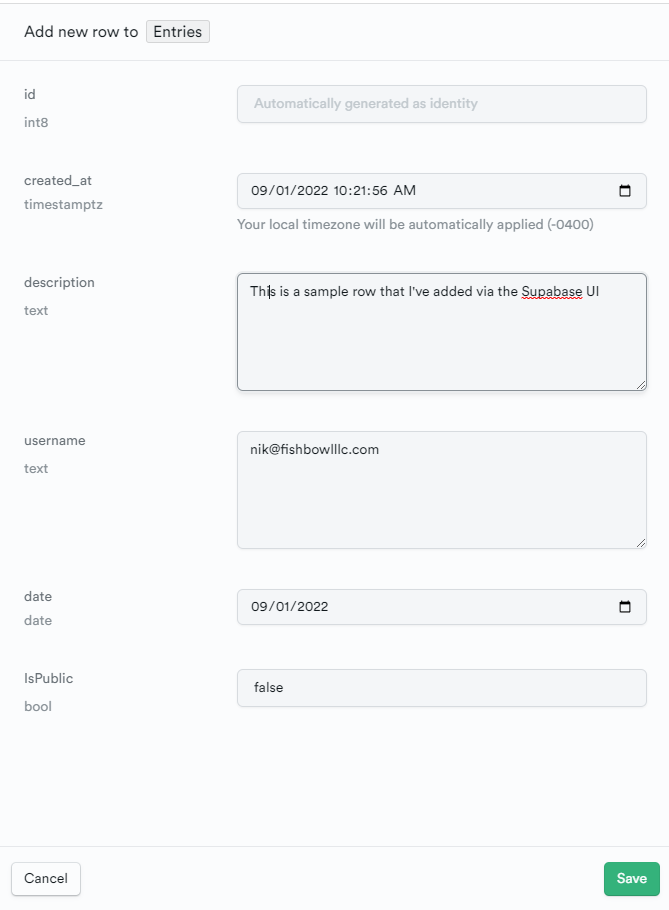 Add new row to Entries
id
int8
Automatically generated as identity
created_at
timestamptz
09/01/2022 10:21:56 AM
Your local timezone will be automatically applied (-0400)
description
text
This is a sample row that I've added via the Supabase UI
username
text
nik@fishbowlllc.com
date
date
09/01/2022
IsPublic
bool
false
Cancel
Save